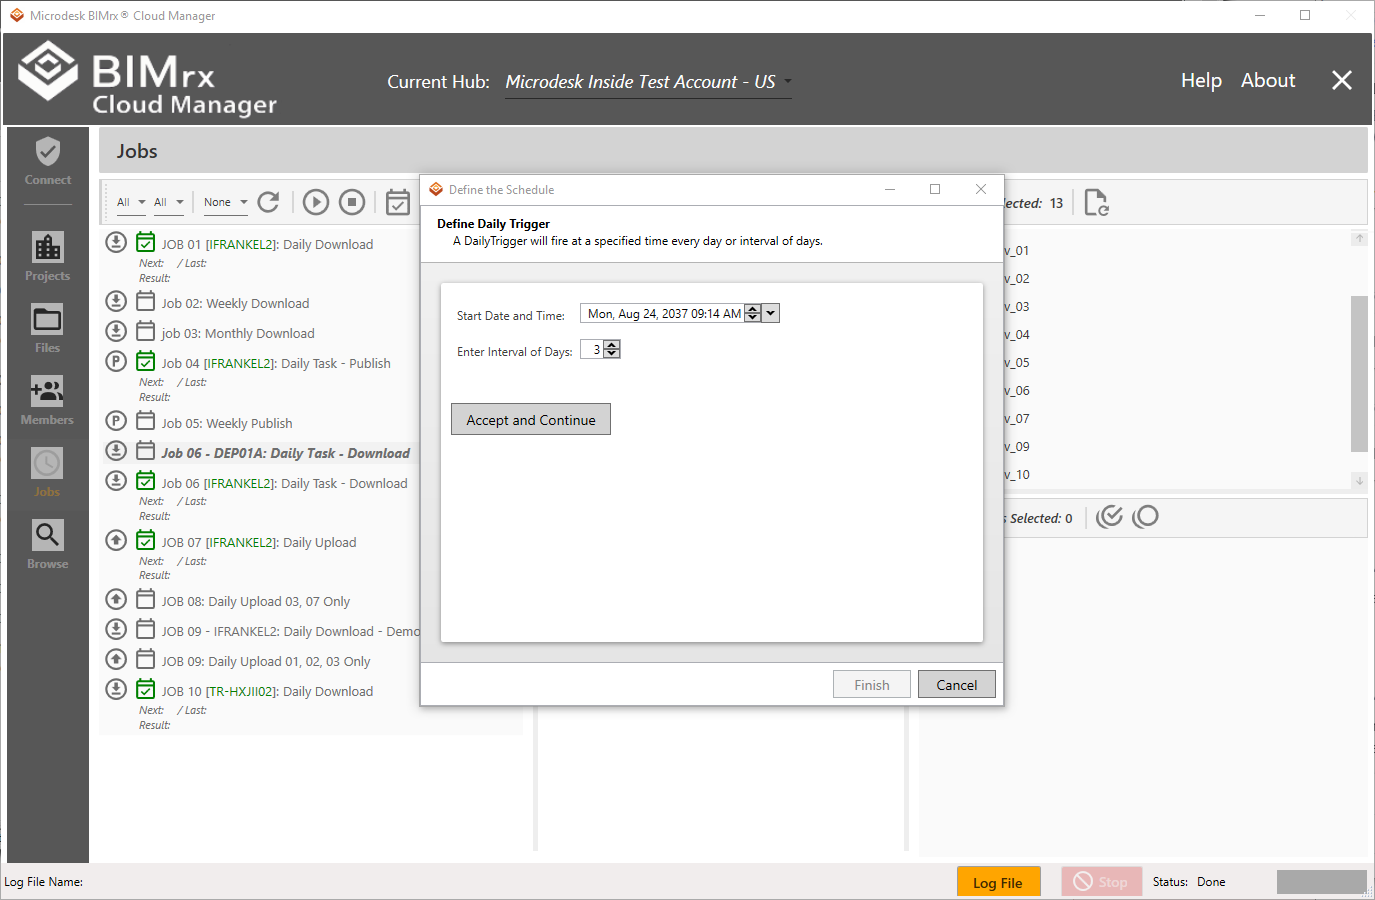 Microdesk BIMrx® Cloud Manager
BIMrx
Cloud Manager
Current Hub: Microdesk Inside Test Account - US
Help About
Connect
Projects
Files
Members
Jobs
Browse
Jobs
All All None
JOB 01 [IFRANKEL2]: Daily Download
Next: / Last:
Result:
Job 02: Weekly Download
job 03: Monthly Download
Job 04 [IFRANKEL2]: Daily Task - Publish
Next: / Last:
Result:
Job 05: Weekly Publish
Job 06 - DEP01A: Daily Task - Download
Job 06 [IFRANKEL2]: Daily Task - Download
Next: / Last:
Result:
JOB 07 [IFRANKEL2]: Daily Upload
Next: / Last:
Result:
JOB 08: Daily Upload 03, 07 Only
JOB 09 - IFRANKEL2: Daily Download - Demo
JOB 09: Daily Upload 01, 02, 03 Only
JOB 10 [TR-HXJII02]: Daily Download
Next: / Last:
Result:
Define the Schedule
Define Daily Trigger
A DailyTrigger will fire at a specified time every day or interval of days.
Start Date and Time: Mon, Aug 24, 2037 09:14 AM
Enter Interval of Days: 3
Accept and Continue
Finish Cancel
lected: 13
v_01
v_02
v_03
v_04
v_05
v_06
v_07
v_09
v_10
s Selected: 0
Log File Name:
Log File
Stop
Status: Done